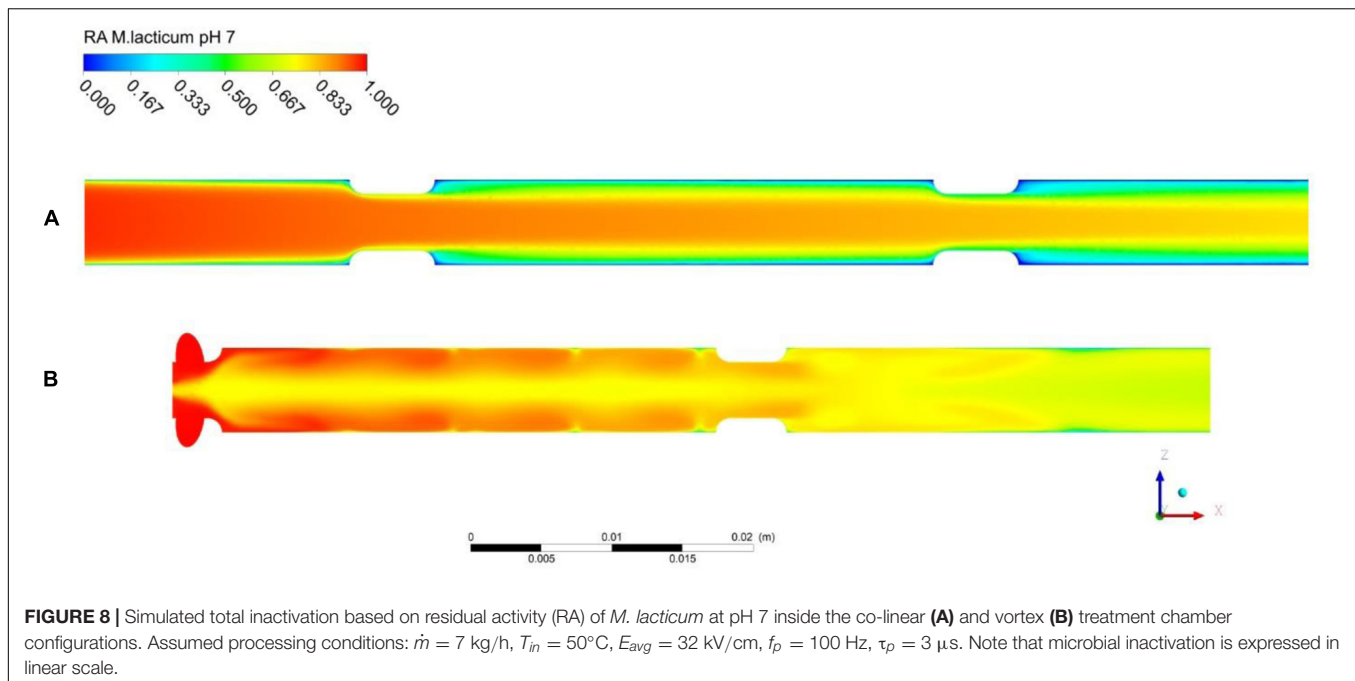 RA M.lacticum pH 7
0.000 0.167 0.333 0.500 0.667 0.833 1.000
A
B
Z
Y
X
0 0.01 0.02 (m)
0.005 0.015
FIGURE 8 | Simulated total inactivation based on residual activity (RA) of M. lacticum at pH 7 inside the co-linear (A) and vortex (B) treatment chamber
configurations. Assumed processing conditions: ṁ = 7 kg/h, Tin = 50°C, Eavg = 32 kV/cm, fp = 100 Hz, τp = 3 μs. Note that microbial inactivation is expressed in
linear scale.